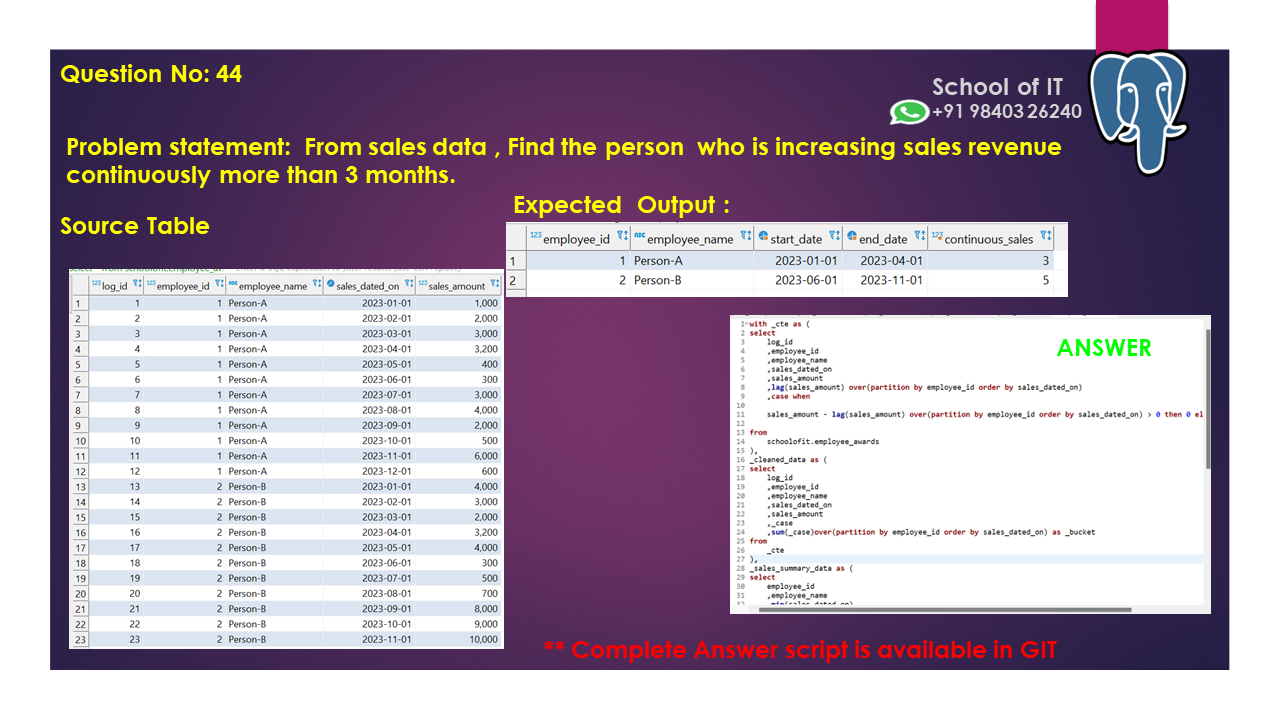 Question No: 44
School of IT
+91 98403 26240
Problem statement: From sales data , Find the person who is increasing sales revenue
continuously more than 3 months.
Expected Output :
Source Table
123 employee_id ABC employee_name start_date end_date 123 continuous_sales
1 1 Person-A 2023-01-01 2023-04-01 3
2 2 Person-B 2023-06-01 2023-11-01 5
123 log_id 123 employee_id ABC employee_name sales_dated_on 123 sales_amount
1 1 1 Person-A 2023-01-01 1,000
2 2 1 Person-A 2023-02-01 2,000
3 3 1 Person-A 2023-03-01 3,000
4 4 1 Person-A 2023-04-01 3,200
5 5 1 Person-A 2023-05-01 400
6 6 1 Person-A 2023-06-01 300
7 7 1 Person-A 2023-07-01 3,000
8 8 1 Person-A 2023-08-01 4,000
9 9 1 Person-A 2023-09-01 2,000
10 10 1 Person-A 2023-10-01 500
11 11 1 Person-A 2023-11-01 6,000
12 12 1 Person-A 2023-12-01 600
13 13 2 Person-B 2023-01-01 4,000
14 14 2 Person-B 2023-02-01 3,000
15 15 2 Person-B 2023-03-01 2,000
16 16 2 Person-B 2023-04-01 3,200
17 17 2 Person-B 2023-05-01 4,000
18 18 2 Person-B 2023-06-01 300
19 19 2 Person-B 2023-07-01 500
20 20 2 Person-B 2023-08-01 700
21 21 2 Person-B 2023-09-01 8,000
22 22 2 Person-B 2023-10-01 9,000
23 23 2 Person-B 2023-11-01 10,000
ANSWER
1 with _cte as (
2 select
3 log_id
4 ,employee_id
5 ,employee_name
6 ,sales_dated_on
7 ,sales_amount
8 ,lag(sales_amount) over(partition by employee_id order by sales_dated_on)
9 ,case when
10
11 sales_amount - lag(sales_amount) over(partition by employee_id order by sales_dated_on) > 0 then 0 el
12
13 from
14 schoolofit.employee_awards
15 ),
16 _cleaned_data as (
17 select
18 log_id
19 ,employee_id
20 ,employee_name
21 ,sales_dated_on
22 ,sales_amount
23 ,_case
24 ,sum(_case)over(partition by employee_id order by sales_dated_on) as _bucket
25 from
26 _cte
27 ),
28 _sales_summary_data as (
29 select
30 employee_id
31 ,employee_name
** Complete Answer script is available in GIT